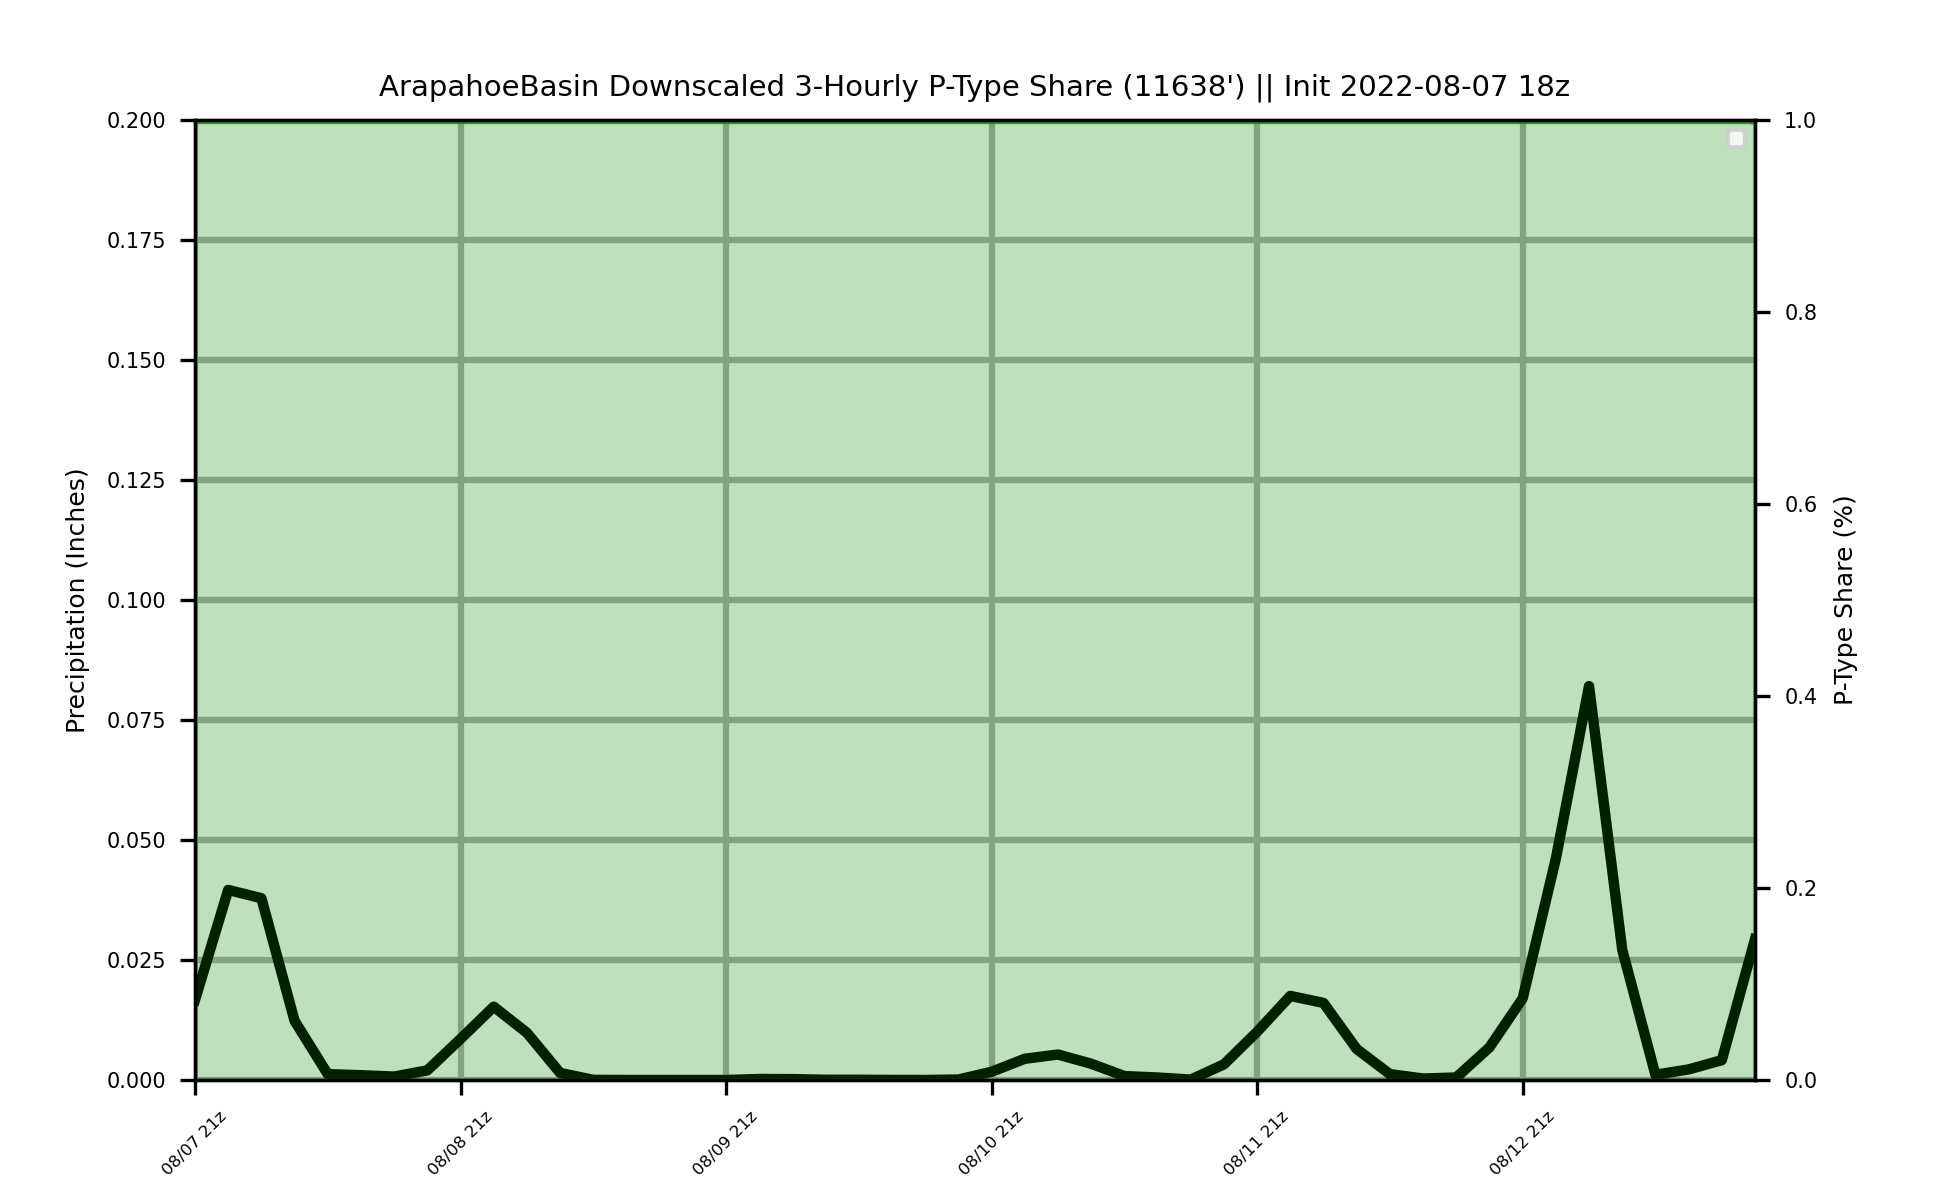 ArapahoeBasin Downscaled 3-Hourly P-Type Share (11638') || Init 2022-08-07 18z
Precipitation (Inches)
0.200
0.175
0.150
0.125
0.100
0.075
0.050
0.025
0.000
1.0
0.8
0.6
0.4
0.2
0.0
P-Type Share (%)
08/07 21z
08/08 21z
08/09 21z
08/10 21z
08/11 21z
08/12 21z